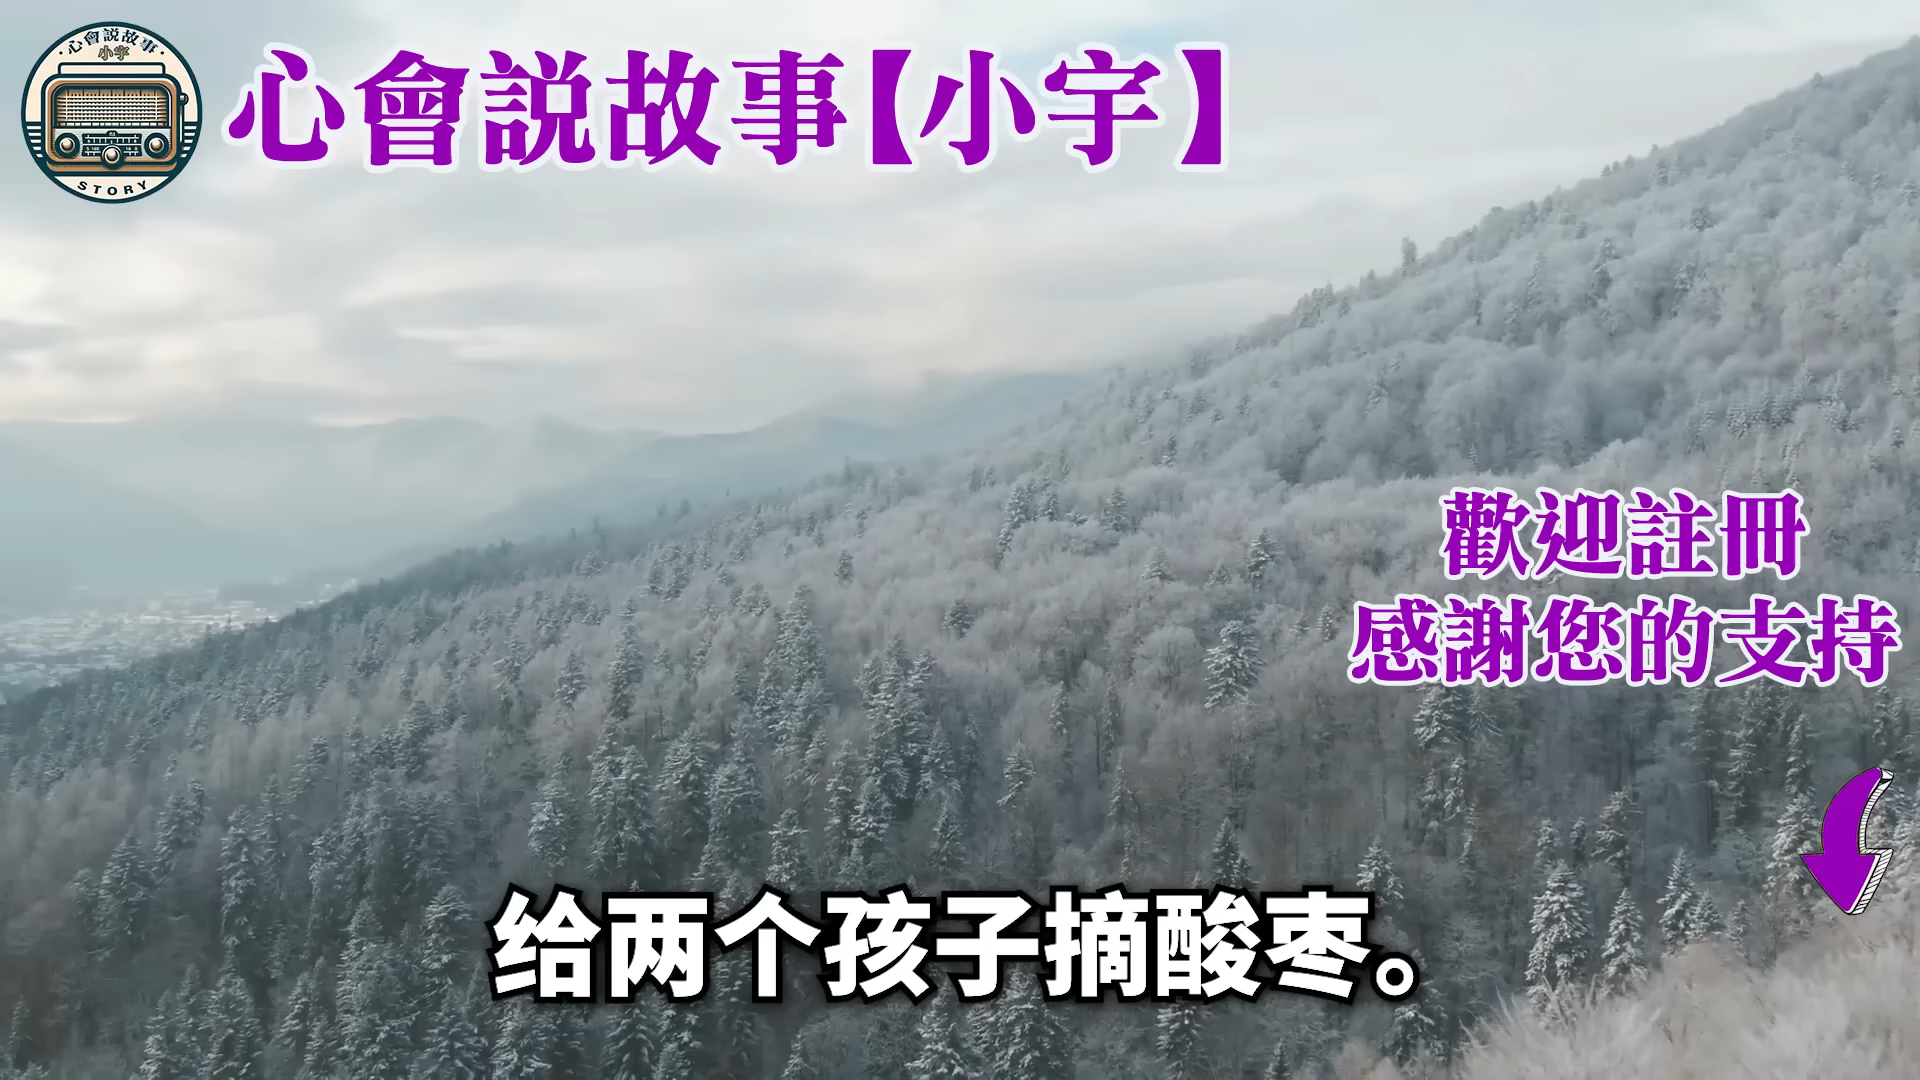 ·心會説故事·
小宇
STORY
心會説故事【小宇】
歡迎註冊
感謝您的支持
给两个孩子摘酸枣。